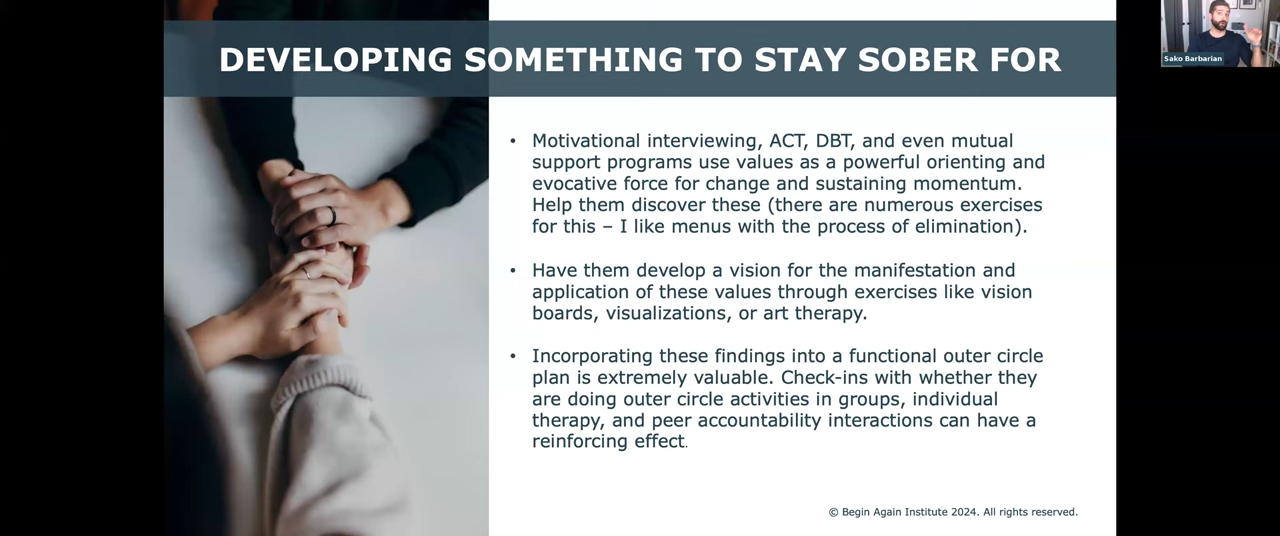 DEVELOPING SOMETHING TO STAY SOBER FOR
Sako Barbarian
• Motivational interviewing, ACT, DBT, and even mutual
support programs use values as a powerful orienting and
evocative force for change and sustaining momentum.
Help them discover these (there are numerous exercises
for this – I like menus with the process of elimination).
• Have them develop a vision for the manifestation and
application of these values through exercises like vision
boards, visualizations, or art therapy.
• Incorporating these findings into a functional outer circle
plan is extremely valuable. Check-ins with whether they
are doing outer circle activities in groups, individual
therapy, and peer accountability interactions can have a
reinforcing effect.
© Begin Again Institute 2024. All rights reserved.